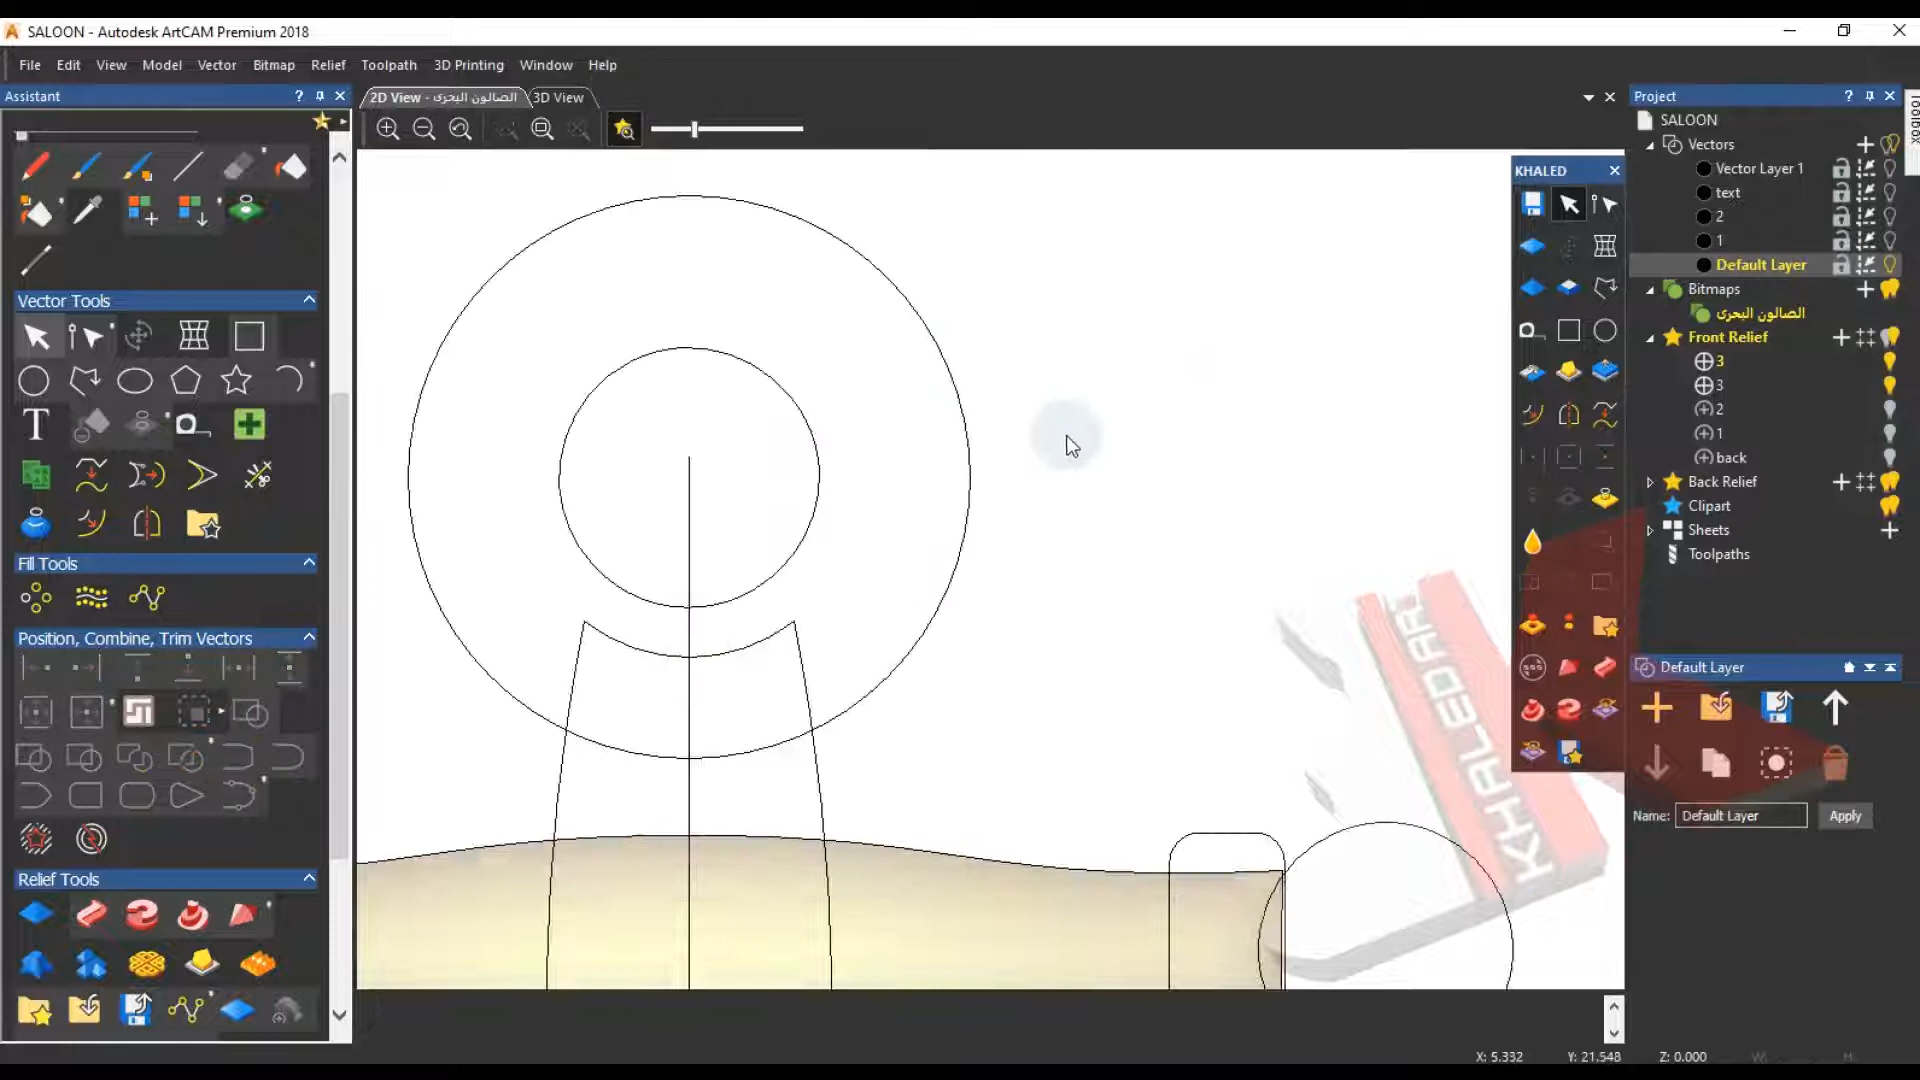 SALOON - Autodesk ArtCAM Premium 2018
File Edit View Model Vector Bitmap Relief Toolpath 3D Printing Window Help
Assistant
2D View - الصالون البحرى
3D View
Vector Tools
Fill Tools
Position, Combine, Trim Vectors
Relief Tools
KHALED
KHALEDAR
Project
SALOON
Vectors
Vector Layer 1
text
2
1
Default Layer
Bitmaps
الصالون البحرى
Front Relief
3
3
2
1
back
Back Relief
Clipart
Sheets
Toolpaths
Toolbox
Default Layer
Name: Default Layer Apply
X: 5.332 Y: 21.548 Z: 0.000 W: H: